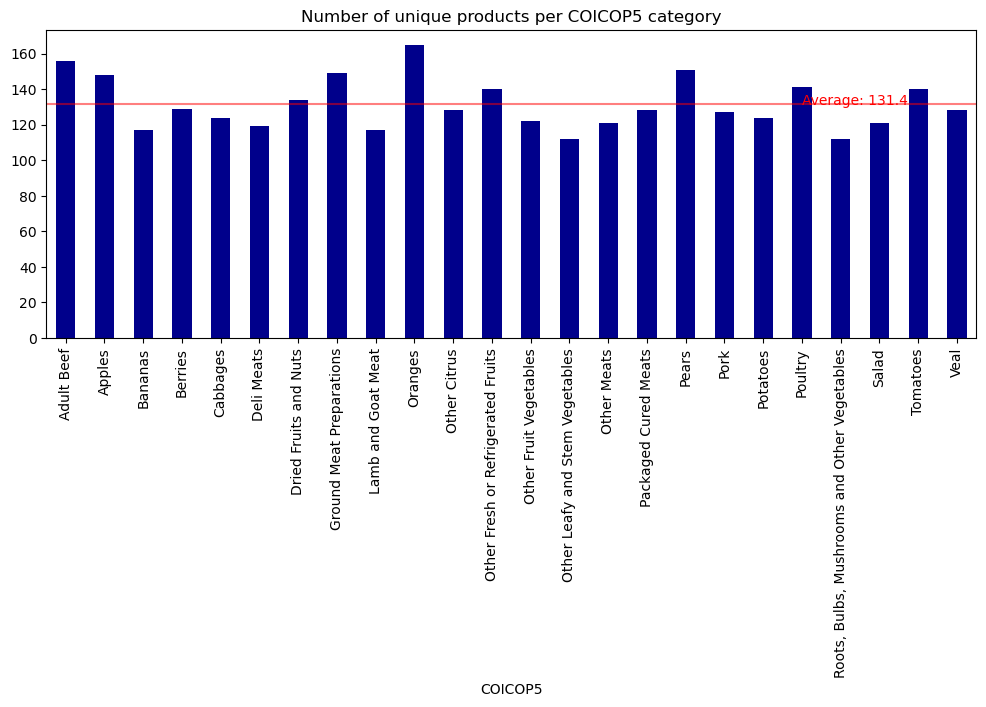 Number of unique products per COICOP5 category
160
140
120
100
80
60
40
20
0
Average: 131.4
Adult Beef
Apples
Bananas
Berries
Cabbages
Deli Meats
Dried Fruits and Nuts
Ground Meat Preparations
Lamb and Goat Meat
Oranges
Other Citrus
Other Fresh or Refrigerated Fruits
Other Fruit Vegetables
Other Leafy and Stem Vegetables
Other Meats
Packaged Cured Meats
Pears
Pork
Potatoes
Poultry
Roots, Bulbs, Mushrooms and Other Vegetables
Salad
Tomatoes
Veal
COICOP5